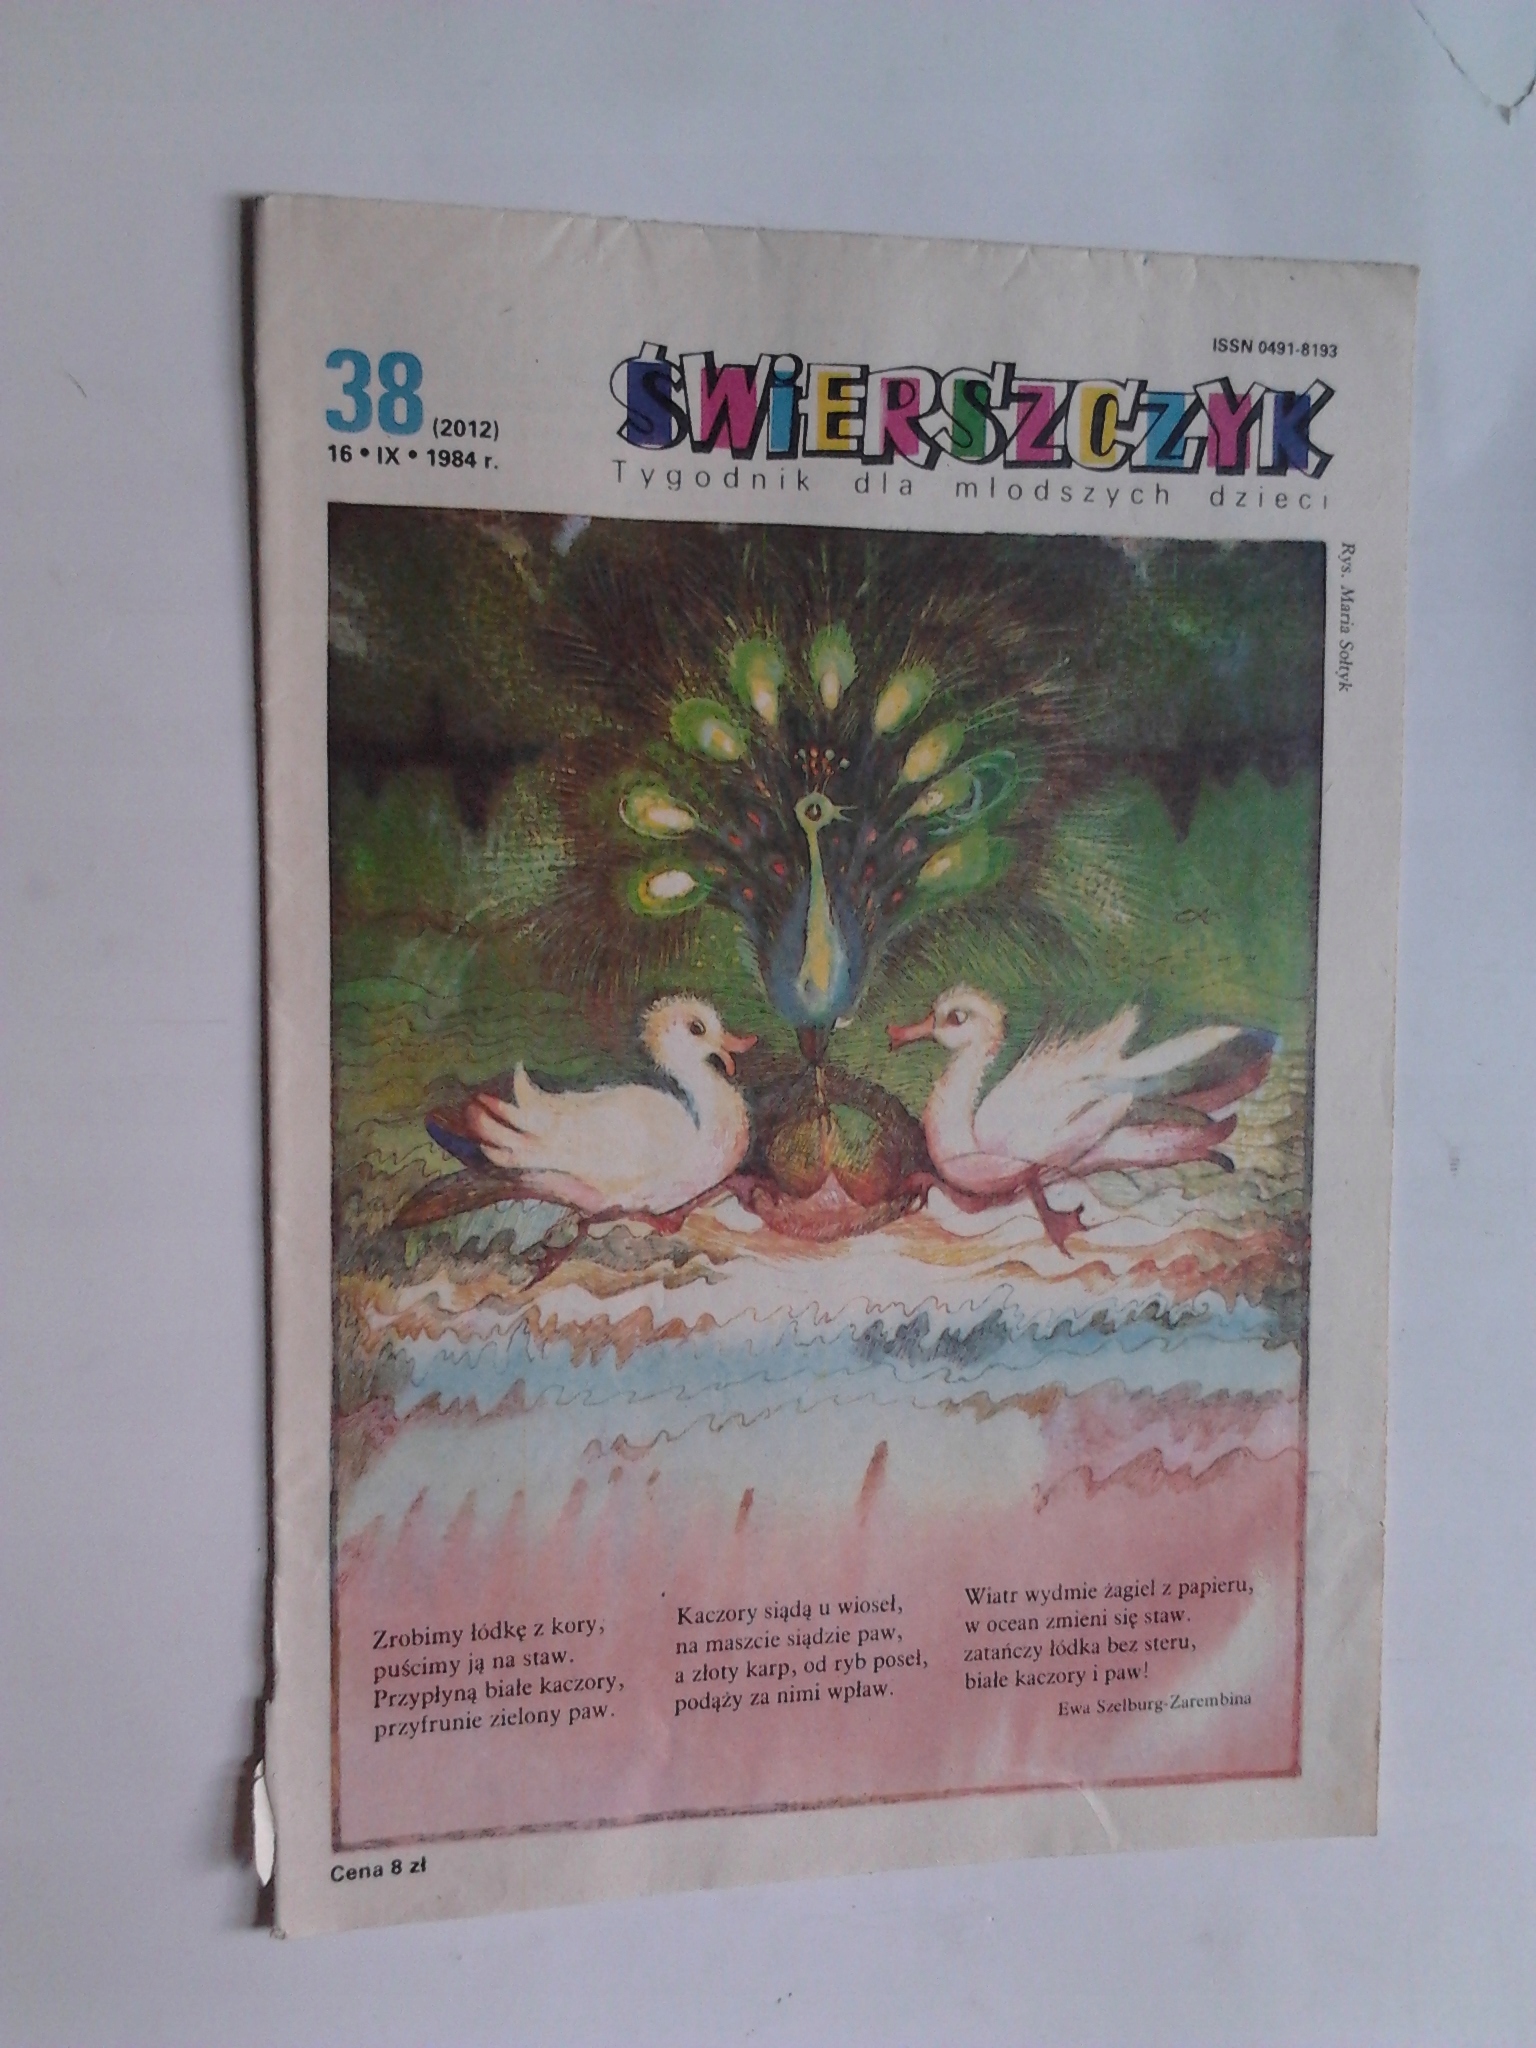 38 (2012)
16 • IX • 1984 r.
ISSN 0491-8193
ŚWiERSZCZYK
Tygodnik dla młodszych dzieci
Rys. Maria Sołtyk
Zrobimy łódkę z kory,
puścimy ją na staw.
Przypłyną białe kaczory,
przyfrunie zielony paw.
Kaczory siądą u wioseł,
na maszcie siądzie paw,
a złoty karp, od ryb poseł,
podąży za nimi wpław.
Wiatr wydmie żagiel z papieru,
w ocean zmieni się staw.
zatańczy łódka bez steru,
białe kaczory i paw!
Ewa Szelburg-Zarembina
Cena 8 zł